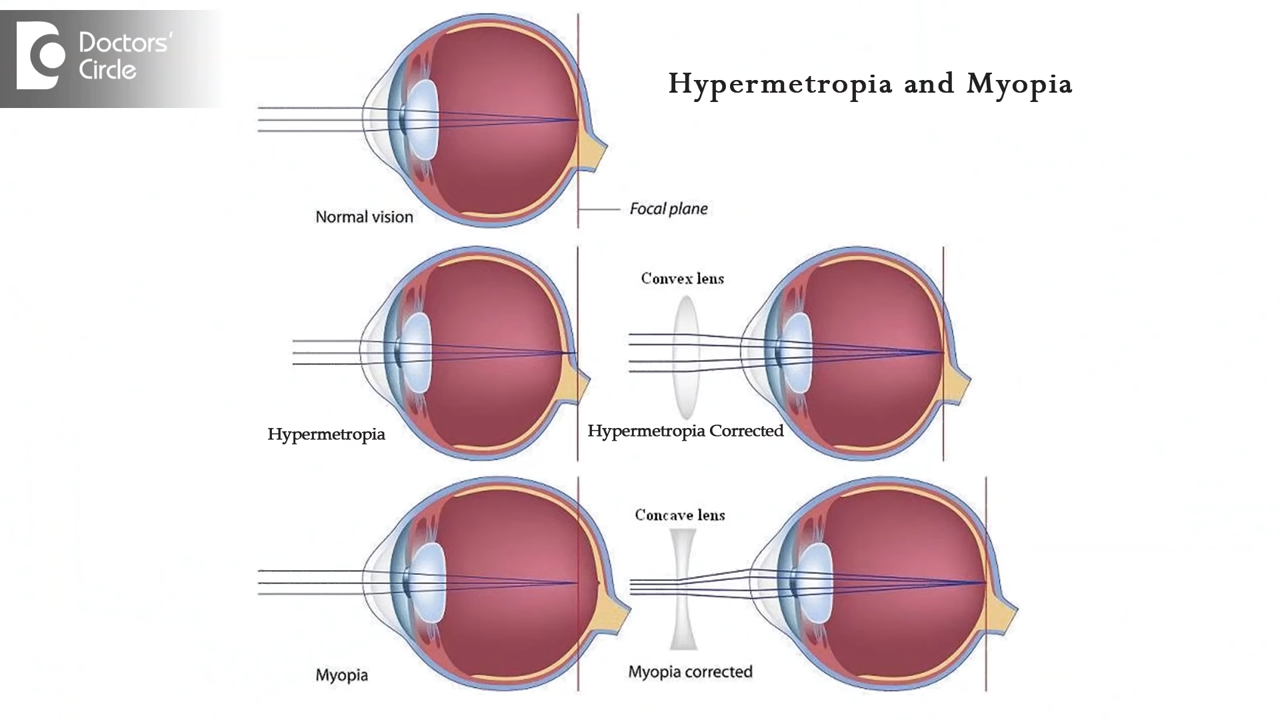 Doctors'
Circle
Hypermetropia and Myopia
Normal vision
Focal plane
Convex lens
Hypermetropia
Hypermetropia Corrected
Concave lens
Myopia
Myopia corrected